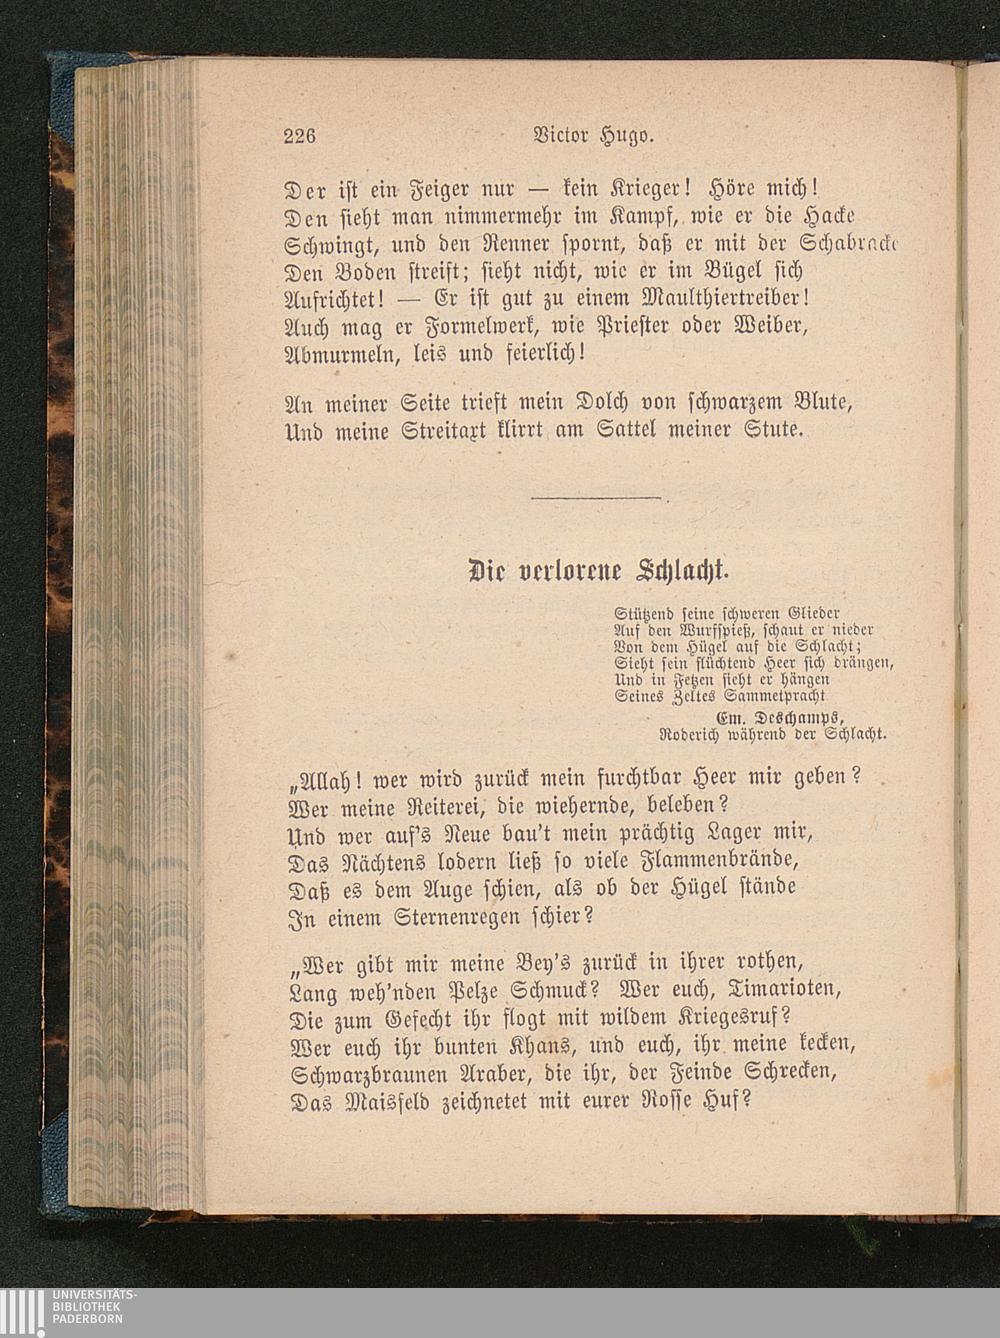 226
Victor Hugo.
Der ist ein Feiger nur — kein Krieger! Höre mich!
Den sieht man nimmermehr im Kampf, wie er die Hacke
Schwingt, und den Renner spornt, daß er mit der Schabracke
Den Boden streift; sieht nicht, wie er im Bügel sich
Aufrichtet! — Er ist gut zu einem Maulthiertreiber!
Auch mag er Formelwerk, wie Priester oder Weiber,
Abmurmeln, leis und feierlich!
An meiner Seite trieft mein Dolch von schwarzem Blute,
Und meine Streitaxt klirrt am Sattel meiner Stute.
Die verlorene Schlacht.
Stützend seine schweren Glieder
Auf den Wurfspieß, schaut er nieder
Von dem Hügel auf die Schlacht;
Sieht sein flüchtend Heer sich drängen,
Und in Fetzen sieht er hängen
Seines Zeltes Sammetpracht
Em. Deschamps,
Roderich während der Schlacht.
„Allah! wer wird zurück mein furchtbar Heer mir geben?
Wer meine Reiterei, die wiehernde, beleben?
Und wer auf's Neue bau't mein prächtig Lager mir,
Das Nächtens lodern ließ so viele Flammenbrände,
Daß es dem Auge schien, als ob der Hügel stände
In einem Sternenregen schier?
„Wer gibt mir meine Bey's zurück in ihrer rothen,
Lang weh'nden Pelze Schmuck? Wer euch, Timarioten,
Die zum Gefecht ihr flogt mit wildem Kriegesruf?
Wer euch ihr bunten Khans, und euch, ihr meine kecken,
Schwarzbraunen Araber, die ihr, der Feinde Schrecken,
Das Maisfeld zeichnetet mit eurer Rosse Huf?
UNIVERSITÄTS-
BIBLIOTHEK
PADERBORN